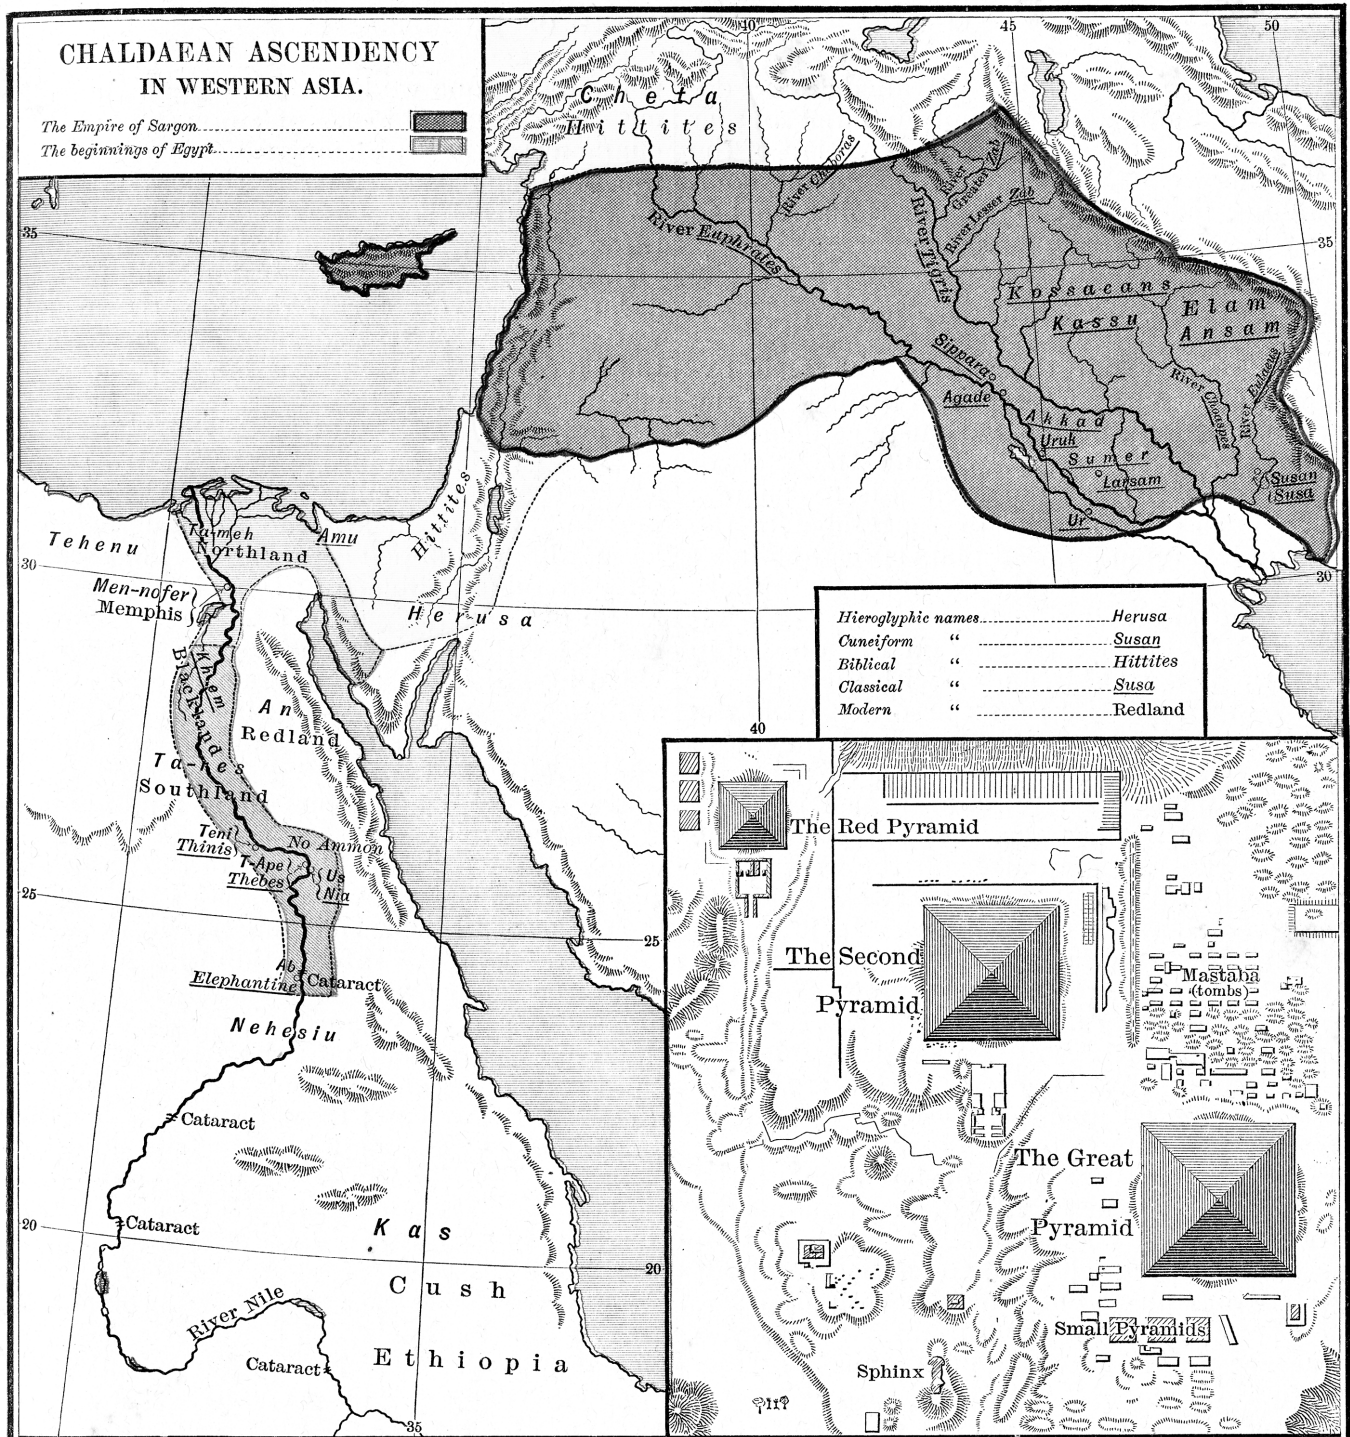 CHALDAEAN ASCENDENCY
IN WESTERN ASIA.
The Empire of Sargon
The beginnings of Egypt
40
45
50
Cheta
Hittites
River Chaboras
River Greater Zab
River Lesser Zab
River Euphrates
River Tigris
35
35
Kossaeans
Kassu
Elam
Ansam
Sippara
Agade
Akkad
Uruk
Sumer
Larsam
Ur
River Choaspes
River Eulaeus
Susan
Susa
Tehenu
Ta-meh
Northland
Amu
Hittites
30
30
Men-nofer
Memphis
Herusa
Khem
Blackland
An
Redland
Ta-res
Southland
Teni
Thinis
No Ammon
T-Ape
Thebes
Us
Nia
25
25
Ab
Elephantine
Cataract
Nehesiu
Cataract
Cataract
20
20
Kas
Cush
River Nile
Cataract
Ethiopia
35
Hieroglyphic names Herusa
Cuneiform “ Susan
Biblical “ Hittites
Classical “ Susa
Modern “ Redland
40
The Red Pyramid
The Second
Pyramid
Mastaba
(tombs)
The Great
Pyramid
Small Pyramids
Sphinx